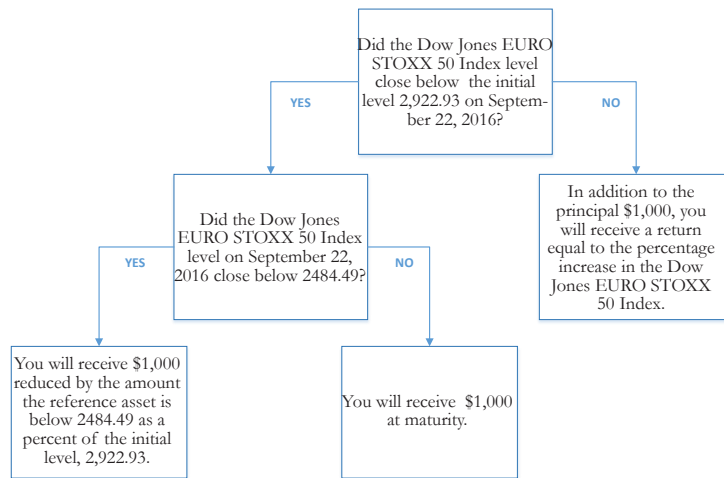 Did the Dow Jones EURO
STOXX 50 Index level
close below the initial
level 2,922.93 on Septem-
ber 22, 2016?
YES
NO
Did the Dow Jones
EURO STOXX 50 Index
level on September 22,
2016 close below 2484.49?
In addition to the
principal $1,000, you
will receive a return
equal to the percentage
increase in the Dow
Jones EURO STOXX
50 Index.
YES
NO
You will receive $1,000
reduced by the amount
the reference asset is
below 2484.49 as a
percent of the initial
level, 2,922.93.
You will receive $1,000
at maturity.